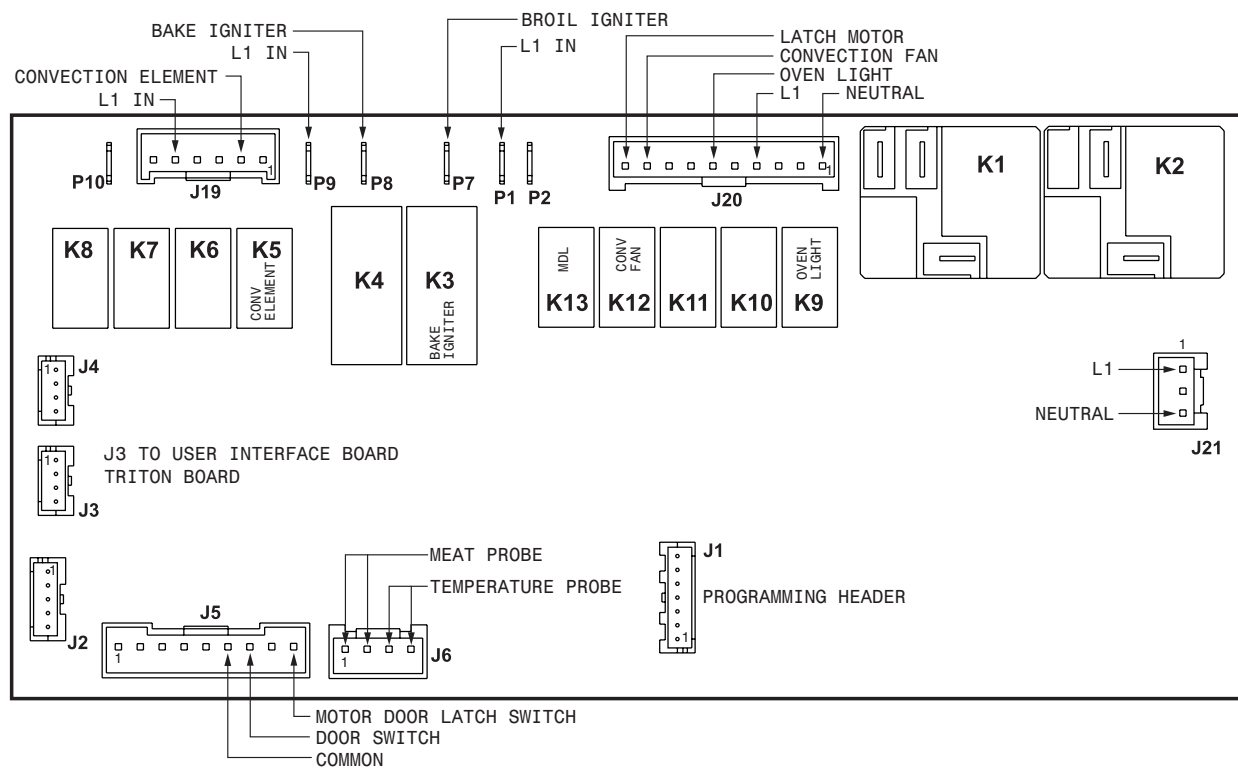 BROIL IGNITER
BAKE IGNITER
L1 IN
L1 IN
CONVECTION ELEMENT
L1 IN
LATCH MOTOR
CONVECTION FAN
OVEN LIGHT
L1
NEUTRAL
P10
1
J19
P9
P8
P7
P1
P2
1
J20
K1
K2
K8
K7
K6
K5
CONV
ELEMENT
K4
K3
BAKE
IGNITER
MDL
K13
CONV
FAN
K12
K11
K10
OVEN
LIGHT
K9
J4
1
1
L1
NEUTRAL
J21
J3 TO USER INTERFACE BOARD
TRITON BOARD
1
J3
1
J2
J5
1
MEAT PROBE
TEMPERATURE PROBE
1
J6
J1
PROGRAMMING HEADER
1
MOTOR DOOR LATCH SWITCH
DOOR SWITCH
COMMON